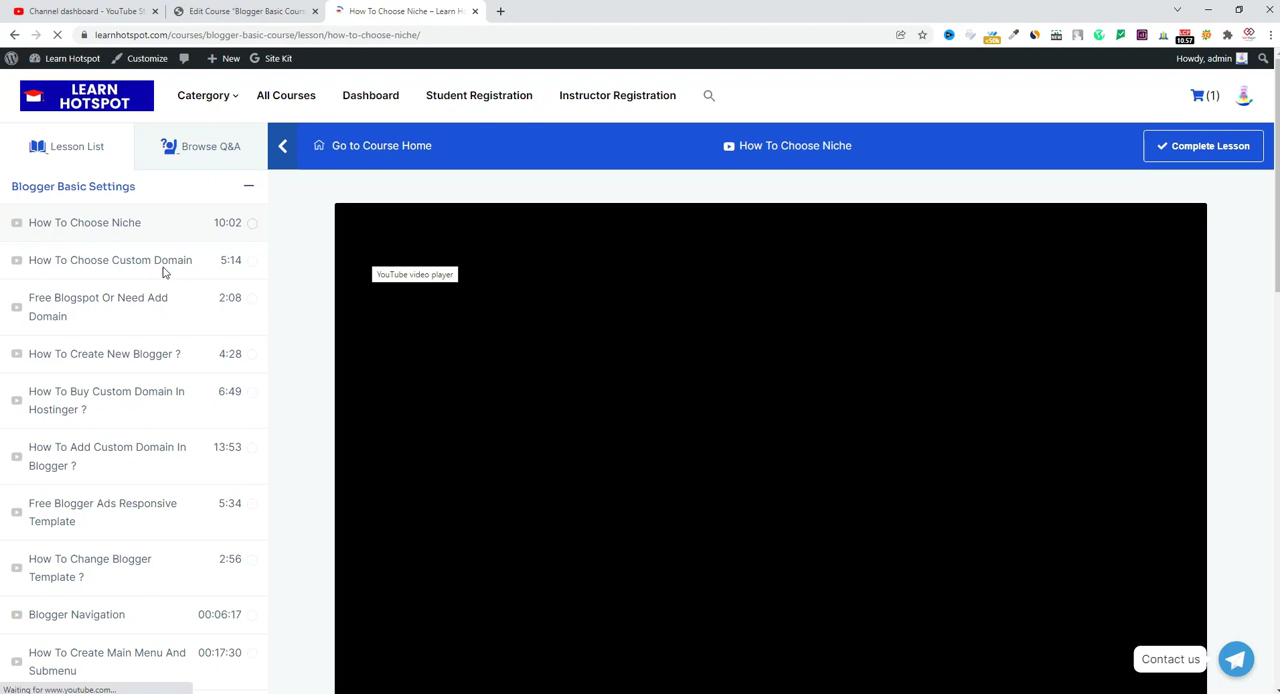 Channel dashboard - YouTube St
Edit Course "Blogger Basic Cours
How To Choose Niche – Learn H
learnhotspot.com/courses/blogger-basic-course/lesson/how-to-choose-niche/
Learn Hotspot
Customize
New
Site Kit
Howdy, admin
LEARN
HOTSPOT
Catergory
All Courses
Dashboard
Student Registration
Instructor Registration
(1)
Lesson List
Browse Q&A
Go to Course Home
How To Choose Niche
Complete Lesson
Blogger Basic Settings
How To Choose Niche 10:02
How To Choose Custom Domain 5:14
Free Blogspot Or Need Add 2:08
Domain
How To Create New Blogger ? 4:28
How To Buy Custom Domain In 6:49
Hostinger ?
How To Add Custom Domain In 13:53
Blogger ?
Free Blogger Ads Responsive 5:34
Template
How To Change Blogger 2:56
Template ?
Blogger Navigation 00:06:17
How To Create Main Menu And 00:17:30
Submenu
YouTube video player
Contact us
Waiting for www.youtube.com...